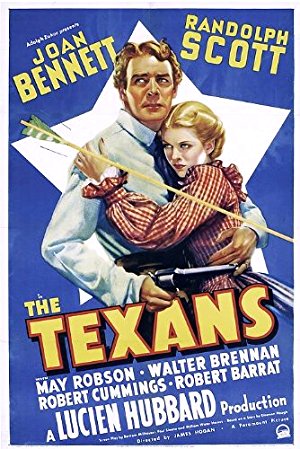 Adolph Zukor presents
JOAN
BENNETT
RANDOLPH
SCOTT
THE
TEXANS
with
MAY ROBSON · WALTER BRENNAN
ROBERT CUMMINGS · ROBERT BARRAT
A LUCIEN HUBBARD Production
Directed by JAMES HOGAN · A Paramount Picture